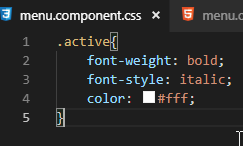 menu.component.css
menu.
1 .active{
2 font-weight: bold;
3 font-style: italic;
4 color: #fff;
5 }